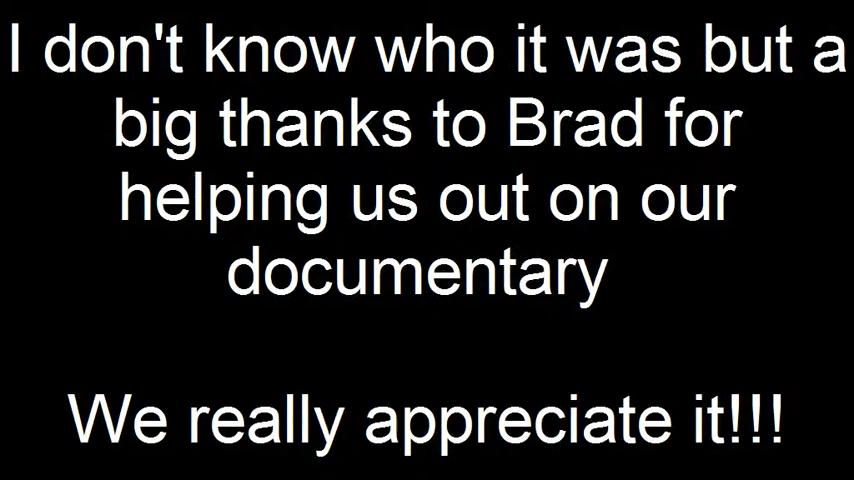 I don't know who it was but a
big thanks to Brad for
helping us out on our
documentary
We really appreciate it!!!